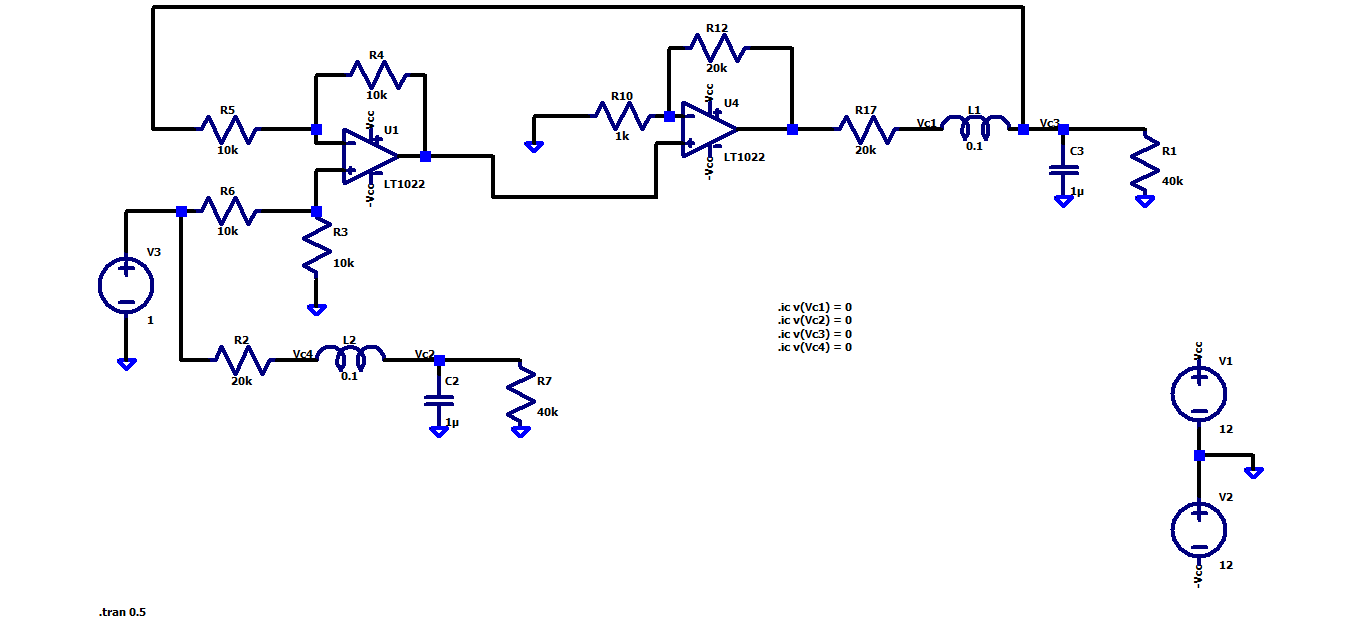 R12
20k
R4
10k
R10
1k
Vcc
U4
LT1022
-Vcc
R5
10k
Vcc
U1
LT1022
-Vcc
R17
20k
Vc1
L1
0.1
Vc3
C3
1µ
R1
40k
R6
10k
R3
10k
V3
1
R2
20k
Vc4
L2
0.1
Vc2
C2
1µ
R7
40k
.ic v(Vc1) = 0
.ic v(Vc2) = 0
.ic v(Vc3) = 0
.ic v(Vc4) = 0
Vcc
V1
12
V2
12
-Vcc
.tran 0.5